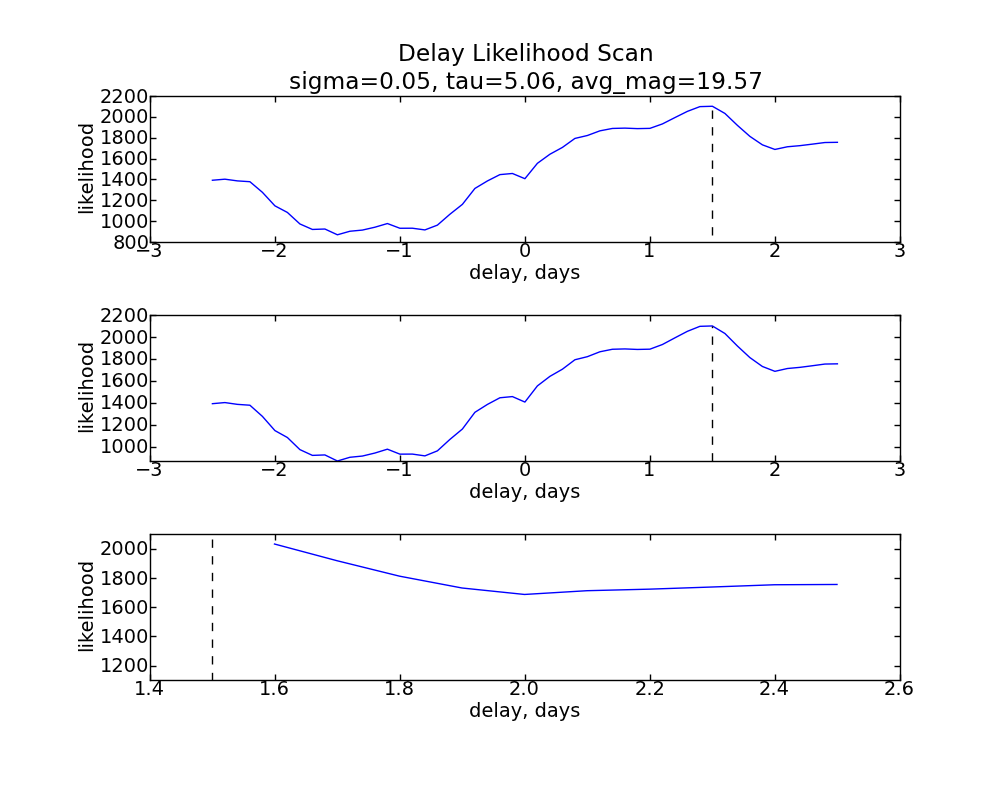 Delay Likelihood Scan
sigma=0.05, tau=5.06, avg_mag=19.57
2200
2000
1800
1600
1400
1200
1000
800
likelihood
−3 −2 −1 0 1 2 3
delay, days
2200
2000
1800
1600
1400
1200
1000
likelihood
−3 −2 −1 0 1 2 3
delay, days
2000
1800
1600
1400
1200
likelihood
1.4 1.6 1.8 2.0 2.2 2.4 2.6
delay, days